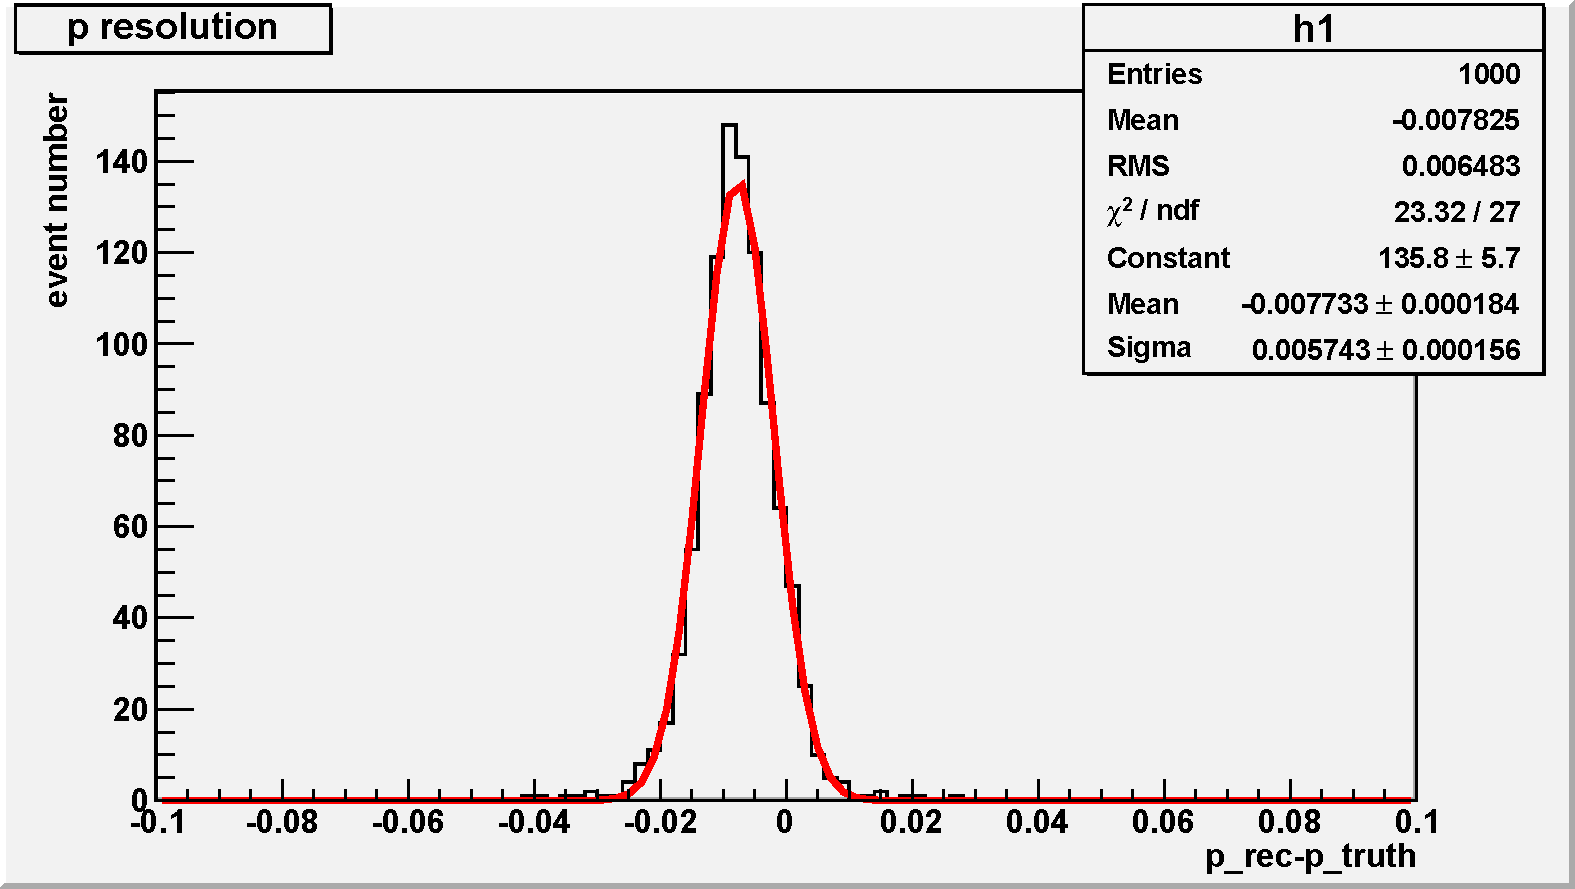 p resolution
h1
Entries 1000
Mean -0.007825
RMS 0.006483
χ² / ndf 23.32 / 27
Constant 135.8 ± 5.7
Mean -0.007733 ± 0.000184
Sigma 0.005743 ± 0.000156
event number
140
120
100
80
60
40
20
0
-0.1 -0.08 -0.06 -0.04 -0.02 0 0.02 0.04 0.06 0.08 0.1
p_rec-p_truth